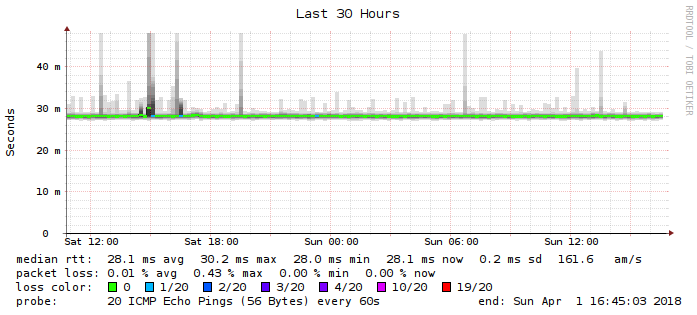 Last 30 Hours
RRDTOOL / TOBI OETIKER
Seconds
40 m
30 m
20 m
10 m
0
Sat 12:00 Sat 18:00 Sun 00:00 Sun 06:00 Sun 12:00
median rtt: 28.1 ms avg 30.2 ms max 28.0 ms min 28.1 ms now 0.2 ms sd 161.6 am/s
packet loss: 0.01 % avg 0.43 % max 0.00 % min 0.00 % now
loss color: 0 1/20 2/20 3/20 4/20 10/20 19/20
probe: 20 ICMP Echo Pings (56 Bytes) every 60s end: Sun Apr 1 16:45:03 2018